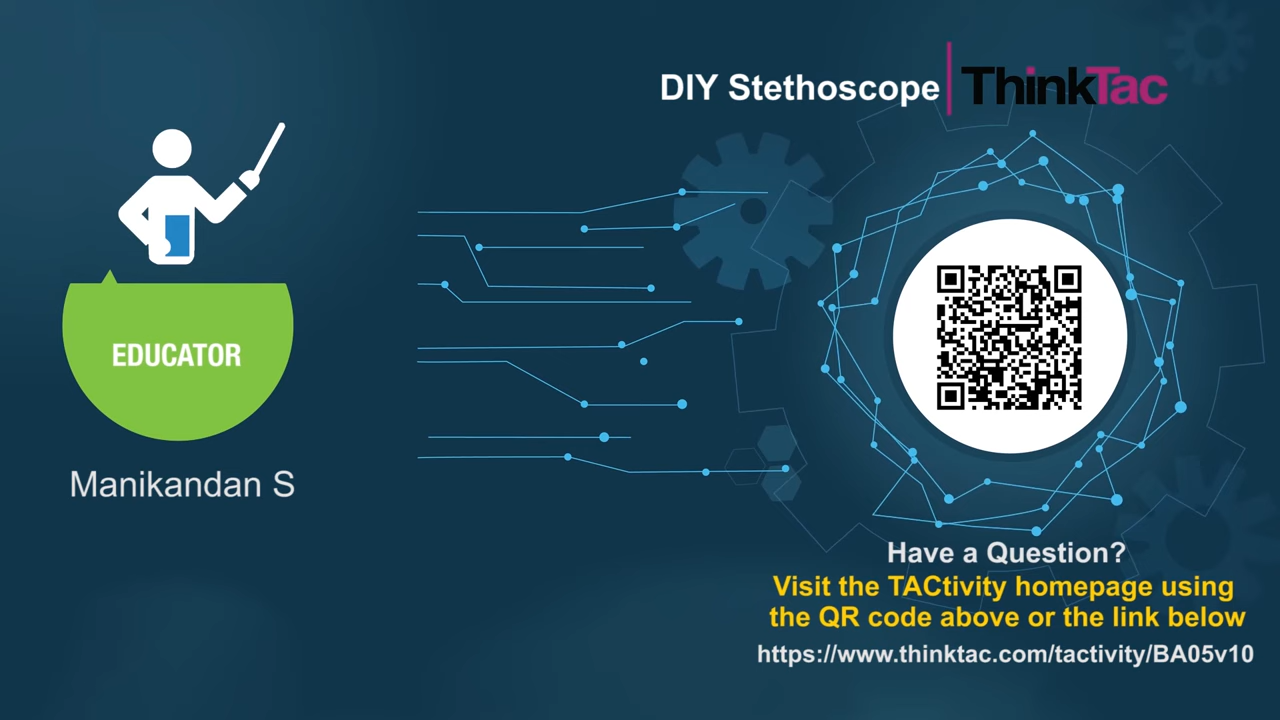 DIY Stethoscope
ThinkTac
EDUCATOR
Manikandan S
Have a Question?
Visit the TACtivity homepage using
the QR code above or the link below
https://www.thinktac.com/tactivity/BA05v10